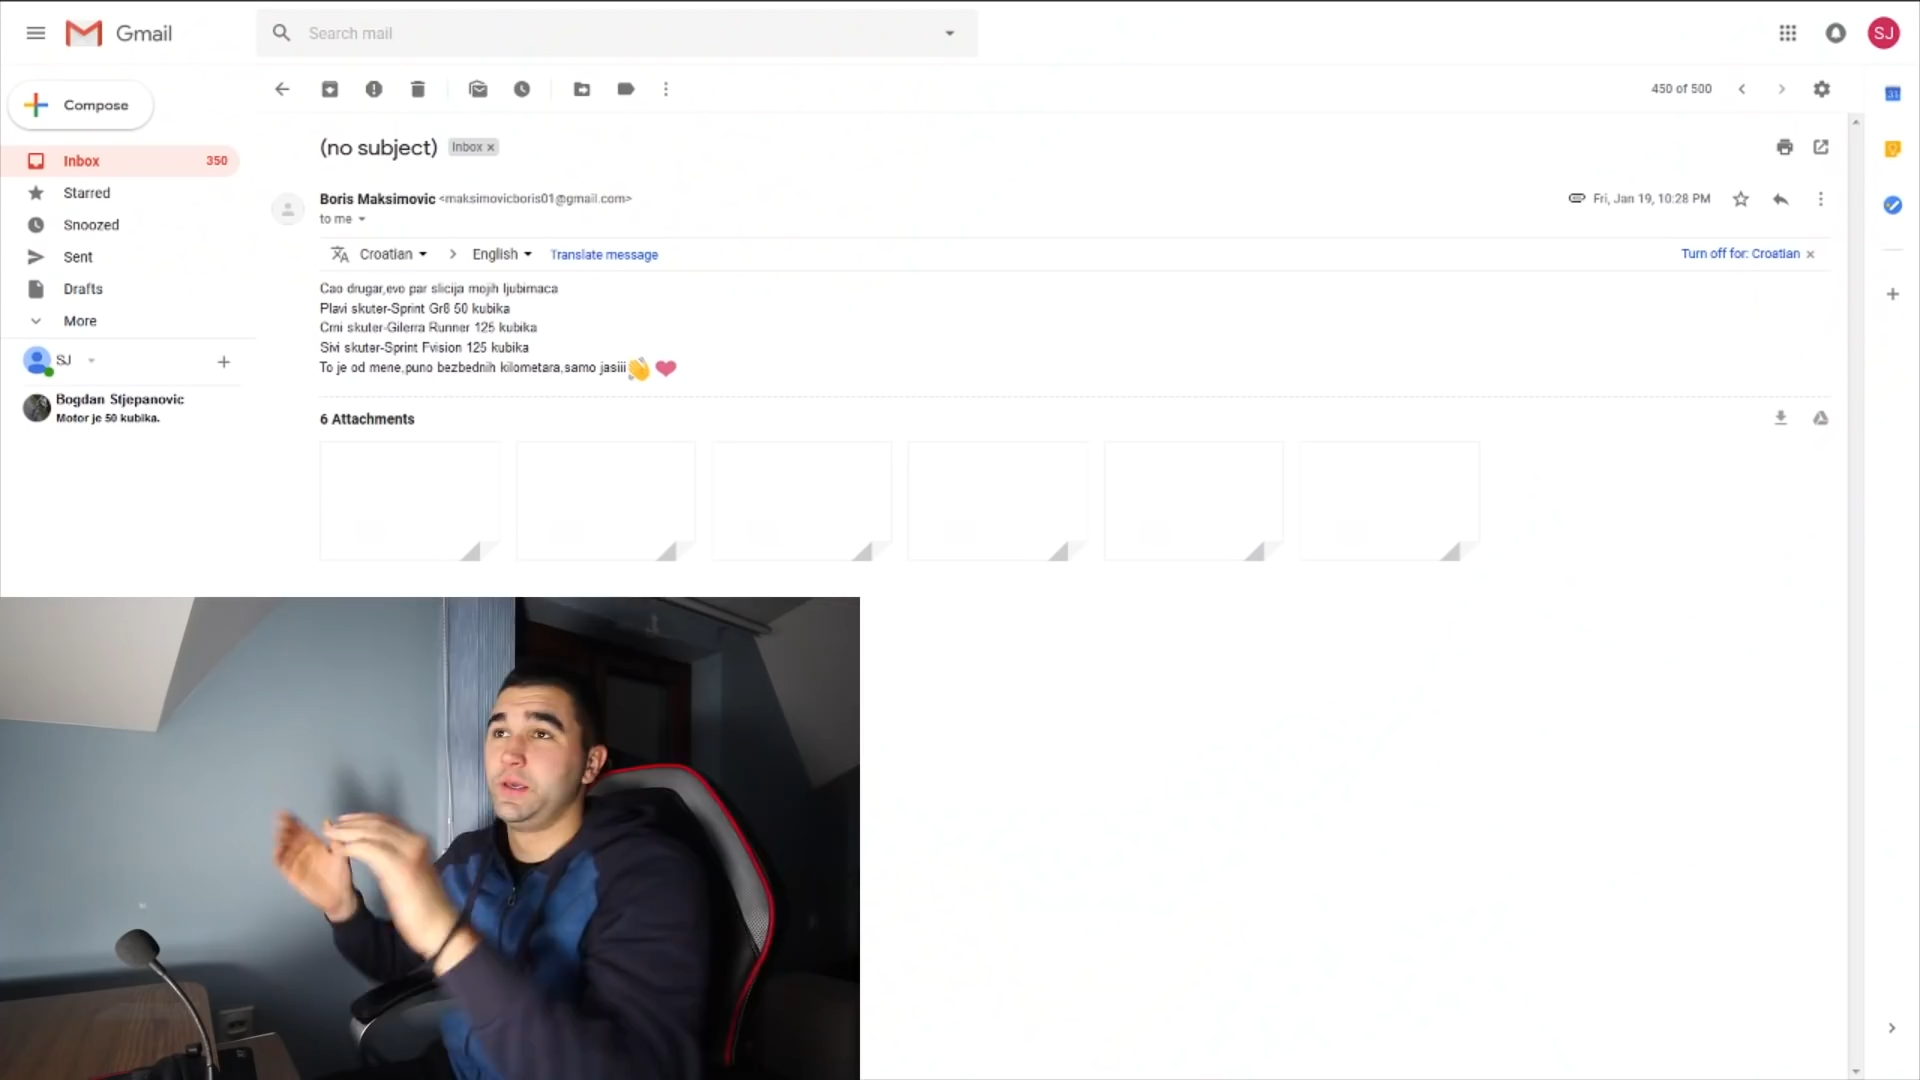 Gmail
Search mail
SJ
Compose
450 of 500
Inbox 350
(no subject) Inbox x
Starred
Boris Maksimovic <maksimovicboris01@gmail.com>
Fri, Jan 19, 10:28 PM
to me
Snoozed
Sent
Croatian > English Translate message
Turn off for: Croatian x
Drafts
Cao drugar,evo par slicija mojih ljubimaca
Plavi skuter-Sprint Gr6 50 kubika
More
Crni skuter-Gilerra Runner 125 kubika
Sivi skuter-Sprint Fvision 125 kubika
SJ
To je od mene,puno bezbednih kilometara,samo jasiii👋❤
Bogdan Stjepanovic
Motor je 50 kubika.
6 Attachments